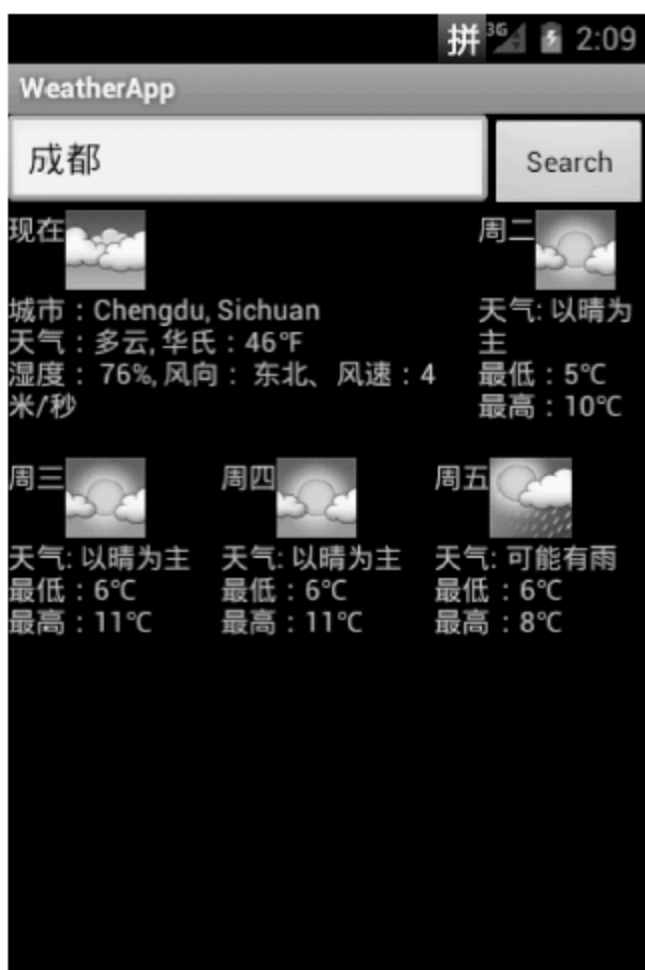 拼 3G 2:09
WeatherApp
成都 Search
现在
城市：Chengdu, Sichuan
天气：多云, 华氏：46℉
湿度： 76%, 风向： 东北、风速：4
米/秒
周二
天气: 以晴为
主
最低：5℃
最高：10℃
周三
天气: 以晴为主
最低：6℃
最高：11℃
周四
天气: 以晴为主
最低：6℃
最高：11℃
周五
天气: 可能有雨
最低：6℃
最高：8℃